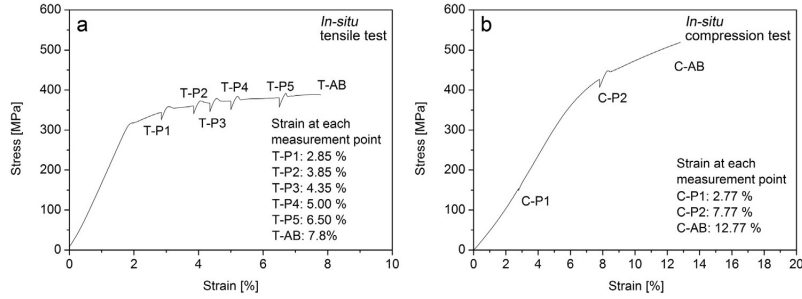 a
In-situ
tensile test
600
500
400
300
200
100
0
Stress [MPa]
T-P1
T-P2
T-P3
T-P4
T-P5
T-AB
Strain at each
measurement point
T-P1: 2.85 %
T-P2: 3.85 %
T-P3: 4.35 %
T-P4: 5.00 %
T-P5: 6.50 %
T-AB: 7.8%
0 2 4 6 8 10
Strain [%]
b
In-situ
compression test
600
500
400
300
200
100
0
Stress [MPa]
C-AB
C-P2
C-P1
Strain at each
measurement point
C-P1: 2.77 %
C-P2: 7.77 %
C-AB: 12.77 %
0 2 4 6 8 10 12 14 16 18 20
Strain [%]